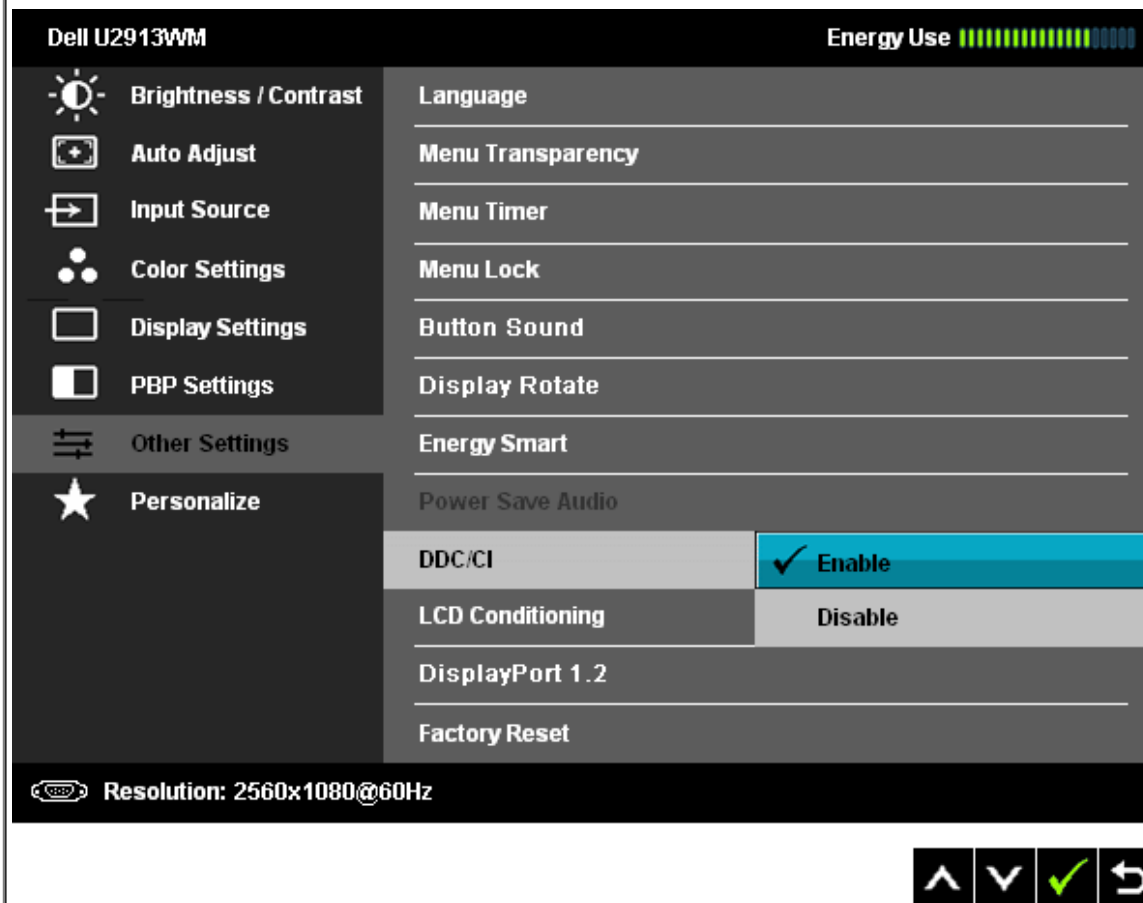 Dell U2913WM
Energy Use
Brightness / Contrast
Auto Adjust
Input Source
Color Settings
Display Settings
PBP Settings
Other Settings
Personalize
Language
Menu Transparency
Menu Timer
Menu Lock
Button Sound
Display Rotate
Energy Smart
Power Save Audio
DDC/CI
Enable
Disable
LCD Conditioning
DisplayPort 1.2
Factory Reset
Resolution: 2560x1080@60Hz